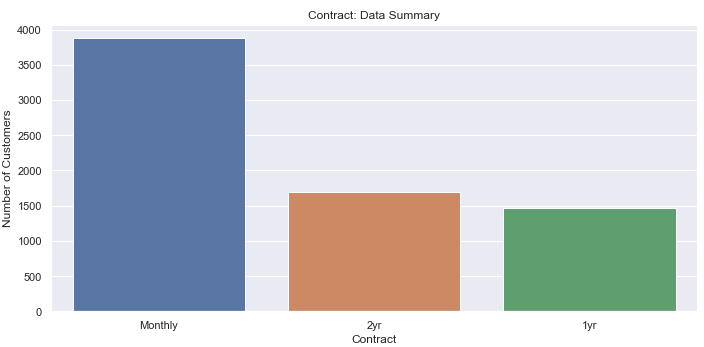 Contract: Data Summary
4000
3500
3000
2500
2000
1500
1000
500
0
Number of Customers
Monthly
2yr
1yr
Contract